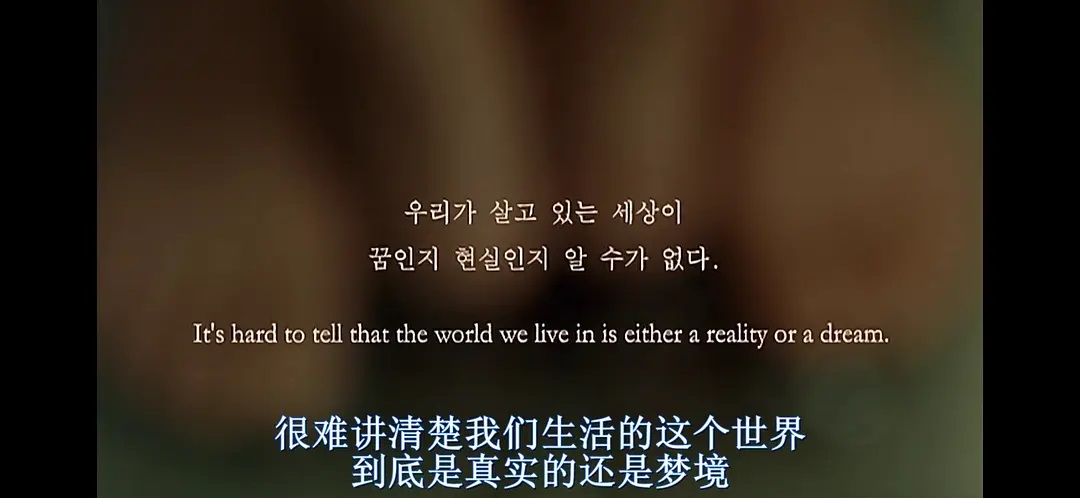 우리가 살고 있는 세상이
꿈인지 현실인지 알 수가 없다.
It's hard to tell that the world we live in is either a reality or a dream.
很难讲清楚我们生活的这个世界
到底是真实的还是梦境